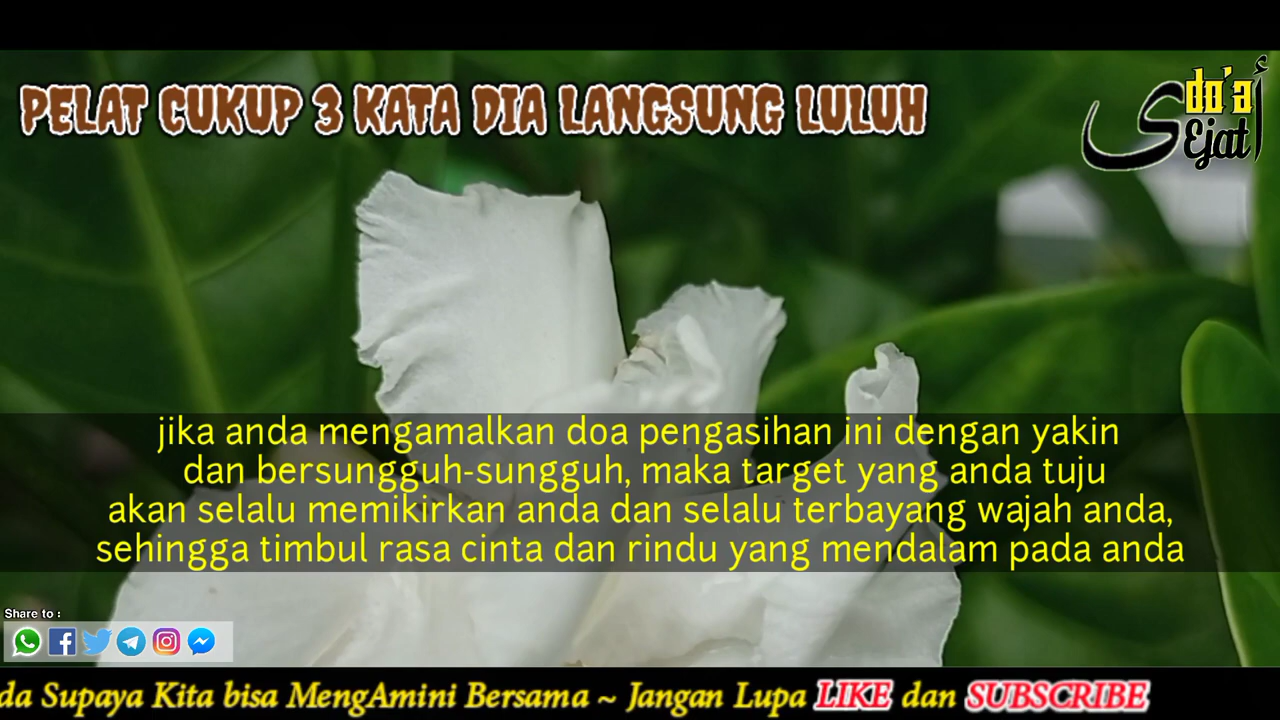 PELAT CUKUP 3 KATA DIA LANGSUNG LULUH
do'a
Ejati
jika anda mengamalkan doa pengasihan ini dengan yakin
dan bersungguh-sungguh, maka target yang anda tuju
akan selalu memikirkan anda dan selalu terbayang wajah anda,
sehingga timbul rasa cinta dan rindu yang mendalam pada anda
Share to :
da Supaya Kita bisa MengAmini Bersama ~ Jangan Lupa LIKE dan SUBSCRIBE